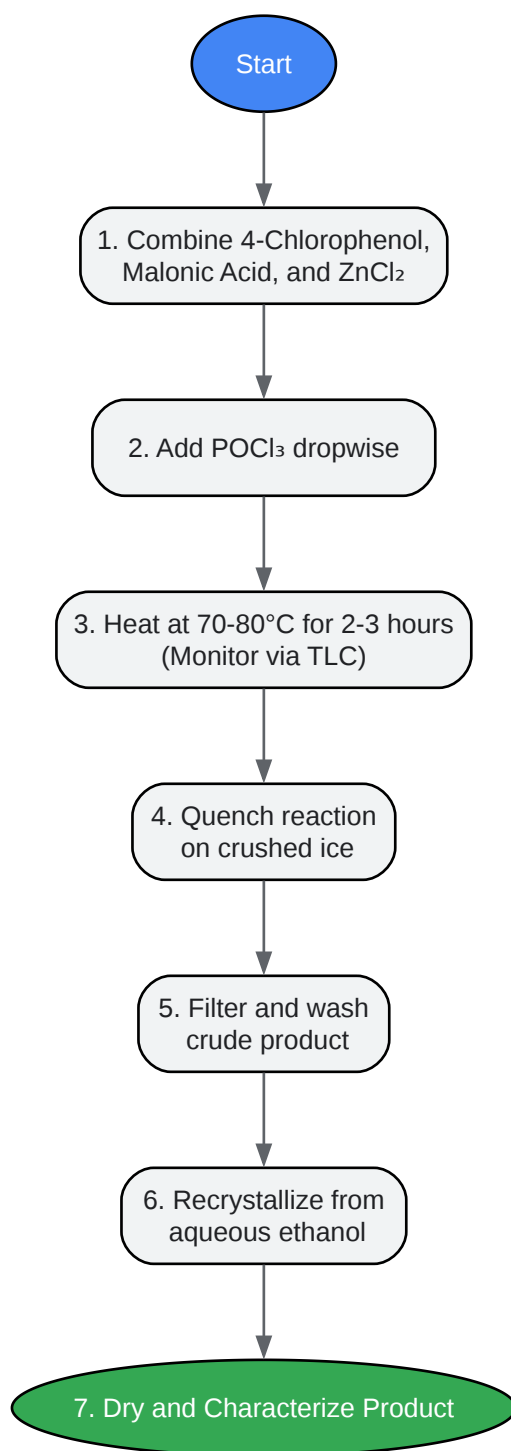 Start
1. Combine 4-Chlorophenol,
Malonic Acid, and ZnCl₂
2. Add POCl₃ dropwise
3. Heat at 70-80°C for 2-3 hours
(Monitor via TLC)
4. Quench reaction
on crushed ice
5. Filter and wash
crude product
6. Recrystallize from
aqueous ethanol
7. Dry and Characterize Product